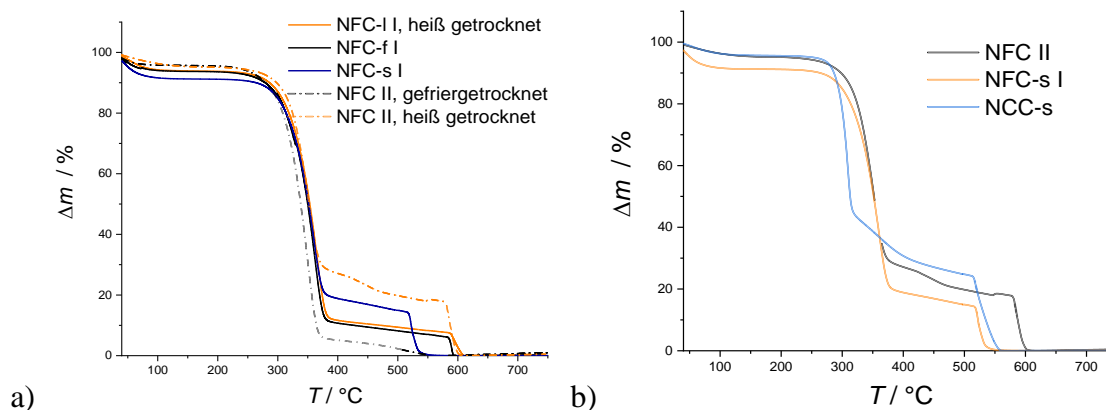 NFC-l I, heiß getrocknet
NFC-f I
NFC-s I
NFC II, gefriergetrocknet
NFC II, heiß getrocknet
100
80
60
40
20
0
Δm / %
100 200 300 400 500 600 700
T / °C
a)
NFC II
NFC-s I
NCC-s
100
80
60
40
20
0
Δm / %
100 200 300 400 500 600 700
T / °C
b)